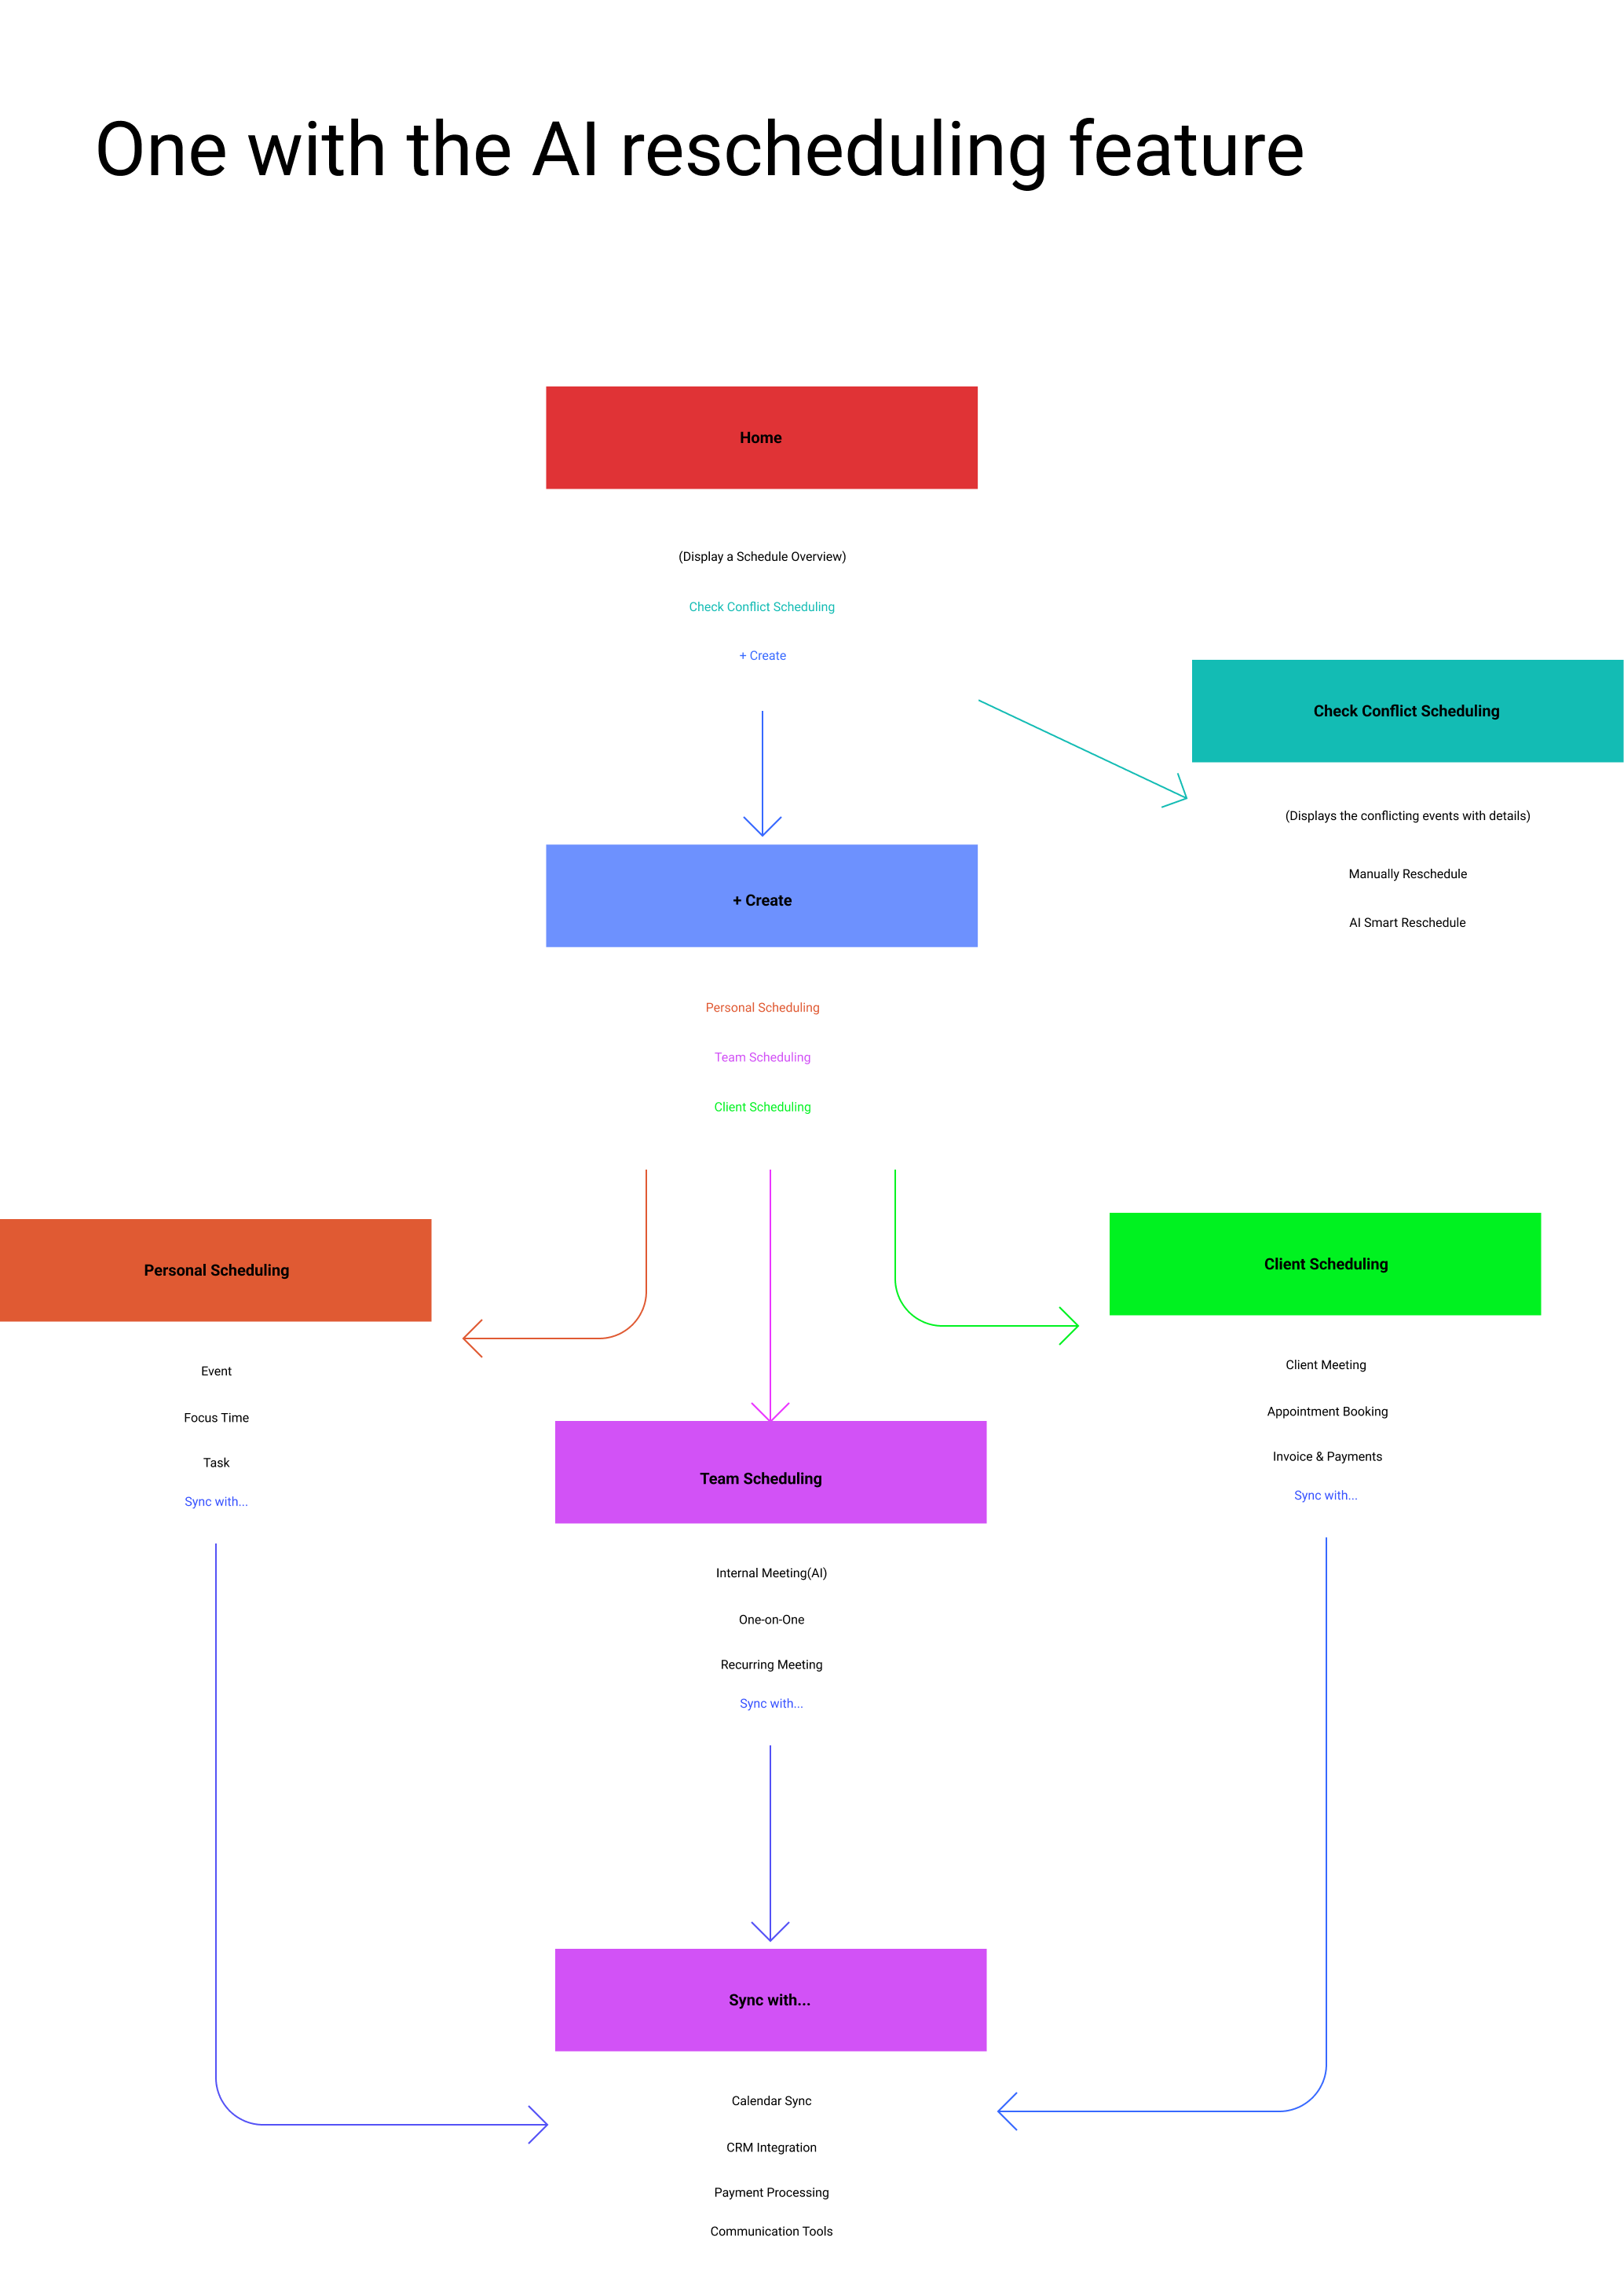 One with the AI rescheduling feature
Home
(Display a Schedule Overview)
Check Conflict Scheduling
+ Create
Check Conflict Scheduling
(Displays the conflicting events with details)
Manually Reschedule
AI Smart Reschedule
+ Create
Personal Scheduling
Team Scheduling
Client Scheduling
Personal Scheduling
Event
Focus Time
Task
Sync with...
Client Scheduling
Client Meeting
Appointment Booking
Invoice & Payments
Sync with...
Team Scheduling
Internal Meeting(AI)
One-on-One
Recurring Meeting
Sync with...
Sync with...
Calendar Sync
CRM Integration
Payment Processing
Communication Tools